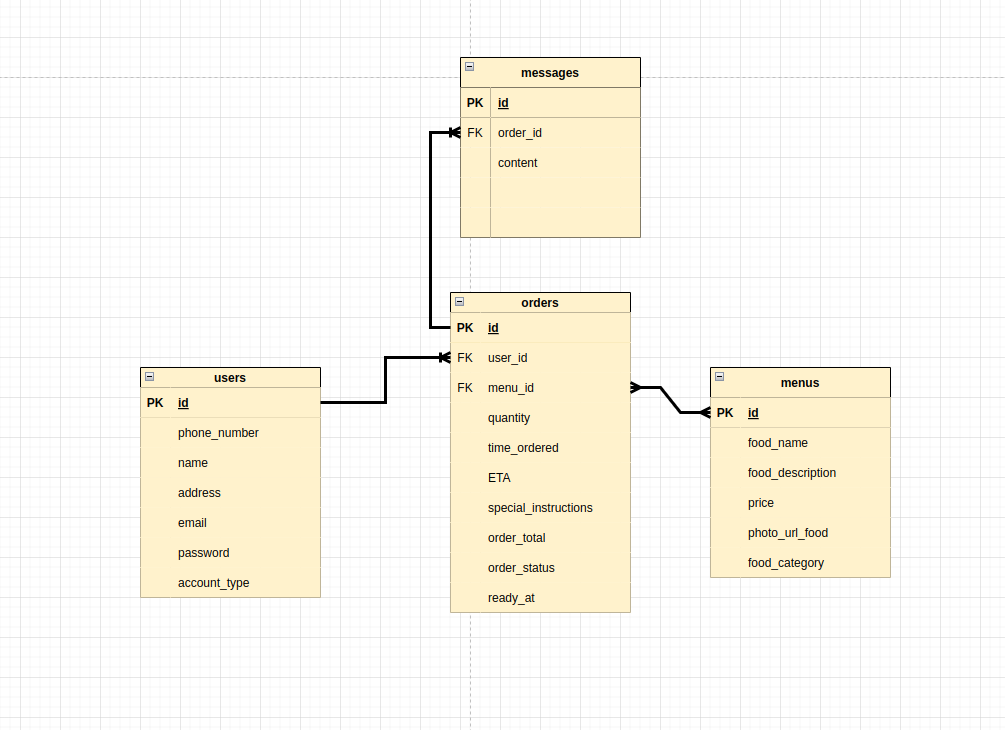 messages
PK id
FK order_id
content
orders
PK id
FK user_id
FK menu_id
quantity
time_ordered
ETA
special_instructions
order_total
order_status
ready_at
users
PK id
phone_number
name
address
email
password
account_type
menus
PK id
food_name
food_description
price
photo_url_food
food_category